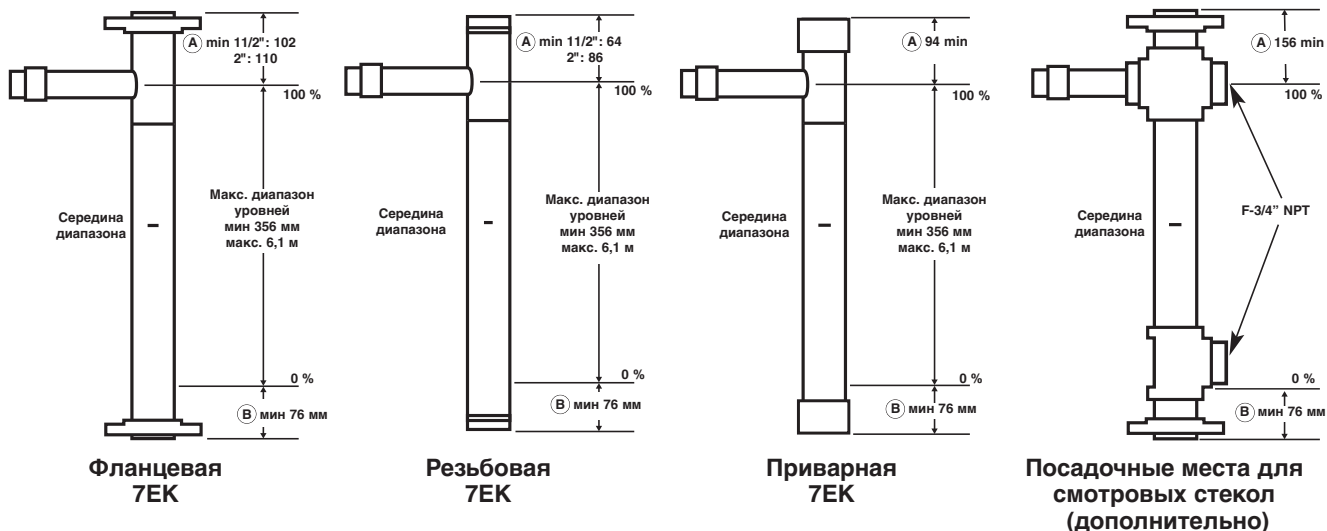 A min 11/2": 102
2": 110
100 %
Середина
диапазона
Макс. диапазон
уровней
мин 356 мм
макс. 6,1 м
0 %
B мин 76 мм
Фланцевая
7EK
A min 11/2": 64
2": 86
100 %
Середина
диапазона
Макс. диапазон
уровней
мин 356 мм
макс. 6,1 м
0 %
B мин 76 мм
Резьбовая
7EK
A 94 min
100 %
Середина
диапазона
Макс. диапазон
уровней
мин 356 мм
макс. 6,1 м
0 %
B мин 76 мм
Приварная
7EK
A 156 min
100 %
Середина
диапазона
F-3/4” NPT
0 %
B мин 76 мм
Посадочные места для
смотровых стекол
(дополнительно)